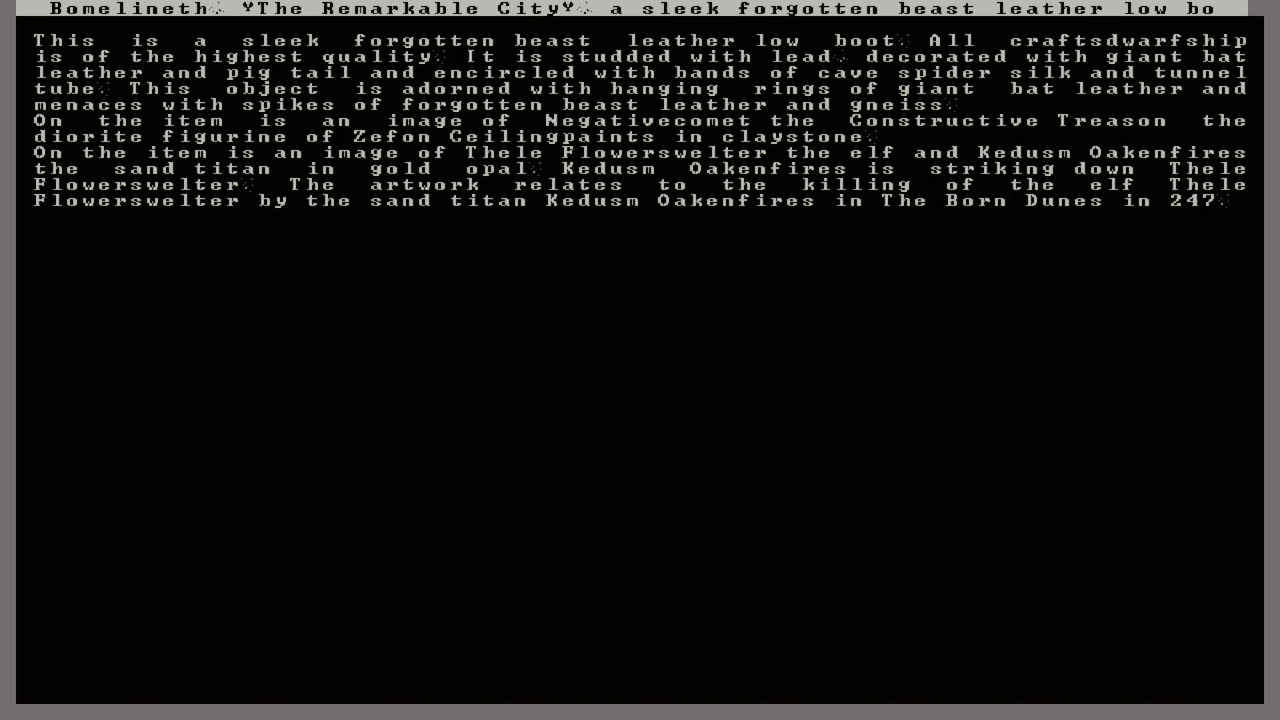 Bomelineth, "The Remarkable City", a sleek forgotten beast leather low bo
This is a sleek forgotten beast leather low boot. All craftsdwarfship
is of the highest quality. It is studded with lead, decorated with giant bat
leather and pig tail and encircled with bands of cave spider silk and tunnel
tube. This object is adorned with hanging rings of giant bat leather and
menaces with spikes of forgotten beast leather and gneiss.
On the item is an image of Negativecomet the Constructive Treason the
diorite figurine of Zefon Ceilingpaints in claystone.
On the item is an image of Thele Flowerswelter the elf and Kedusm Oakenfires
the sand titan in gold opal. Kedusm Oakenfires is striking down Thele
Flowerswelter. The artwork relates to the killing of the elf Thele
Flowerswelter by the sand titan Kedusm Oakenfires in The Born Dunes in 247.